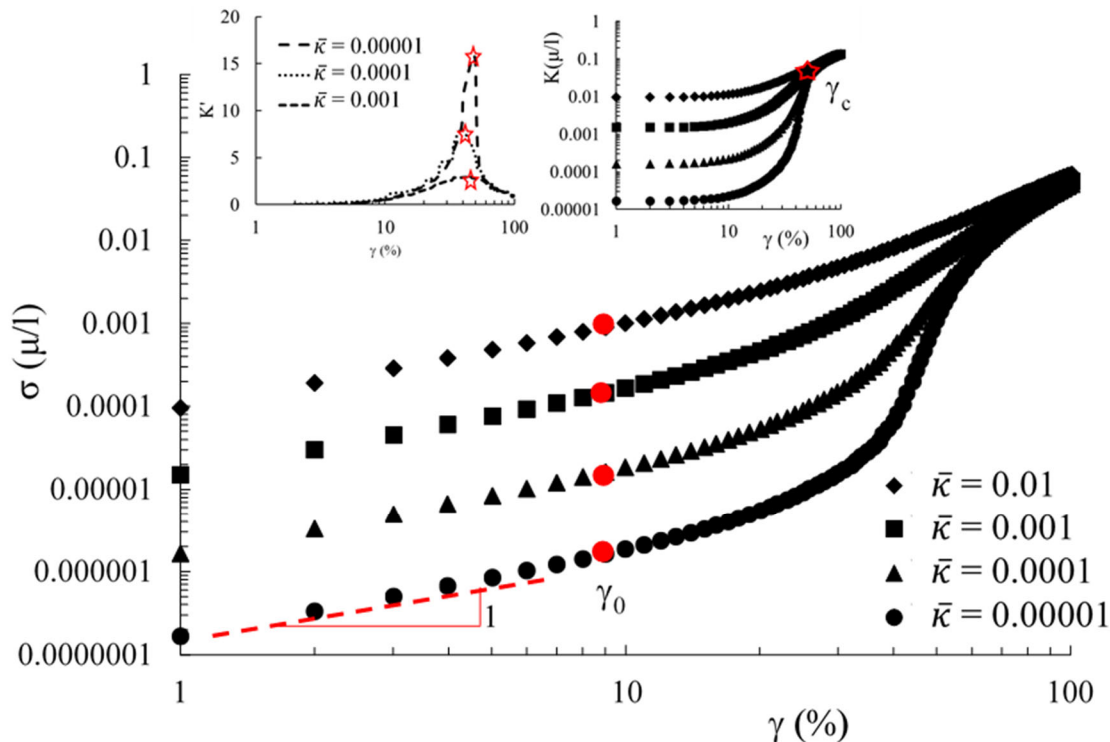 20
15
10
5
0
K'
κ̄ = 0.00001
κ̄ = 0.0001
κ̄ = 0.001
1
10
100
γ (%)
1
0.1
0.01
0.001
0.0001
0.00001
K(μ/l)
γc
1
10
100
γ (%)
1
0.1
0.01
0.001
0.0001
0.00001
0.000001
0.0000001
σ (μ/l)
γ0
1
κ̄ = 0.01
κ̄ = 0.001
κ̄ = 0.0001
κ̄ = 0.00001
1
10
100
γ (%)